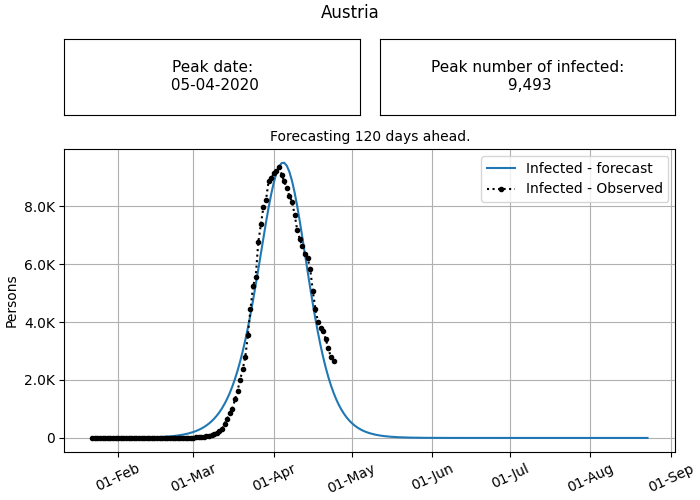 Austria
Peak date:
05-04-2020
Peak number of infected:
9,493
Forecasting 120 days ahead.
Infected - forecast
Infected - Observed
Persons
8.0K
6.0K
4.0K
2.0K
0
01-Feb
01-Mar
01-Apr
01-May
01-Jun
01-Jul
01-Aug
01-Sep